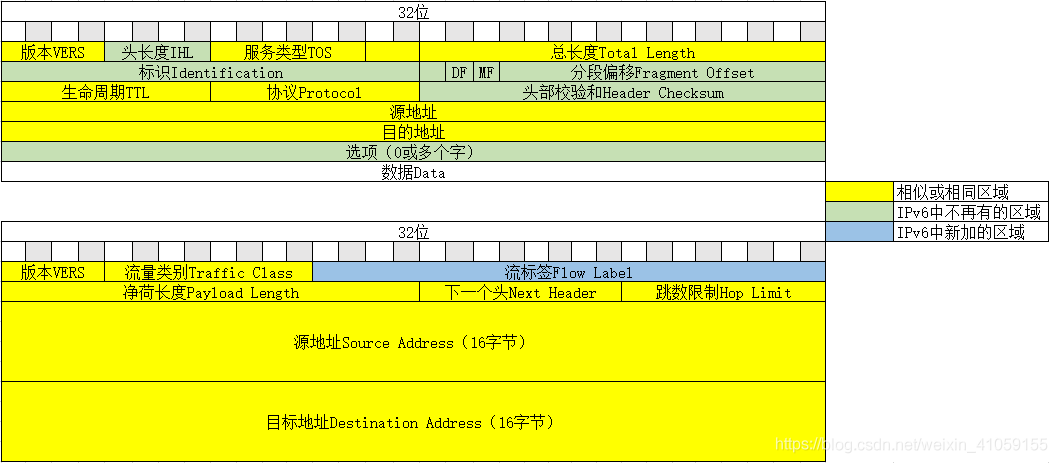 32位
版本VERS 头长度IHL 服务类型TOS 总长度Total Length
标识Identification DF MF 分段偏移Fragment Offset
生命周期TTL 协议Protocol 头部校验和Header Checksum
源地址
目的地址
选项（0或多个字）
数据Data
相似或相同区域
IPv6中不再有的区域
IPv6中新加的区域
32位
版本VERS 流量类别Traffic Class 流标签Flow Label
净荷长度Payload Length 下一个头Next Header 跳数限制Hop Limit
源地址Source Address（16字节）
目标地址Destination Address（16字节）
https://blog.csdn.net/weixin_41059155